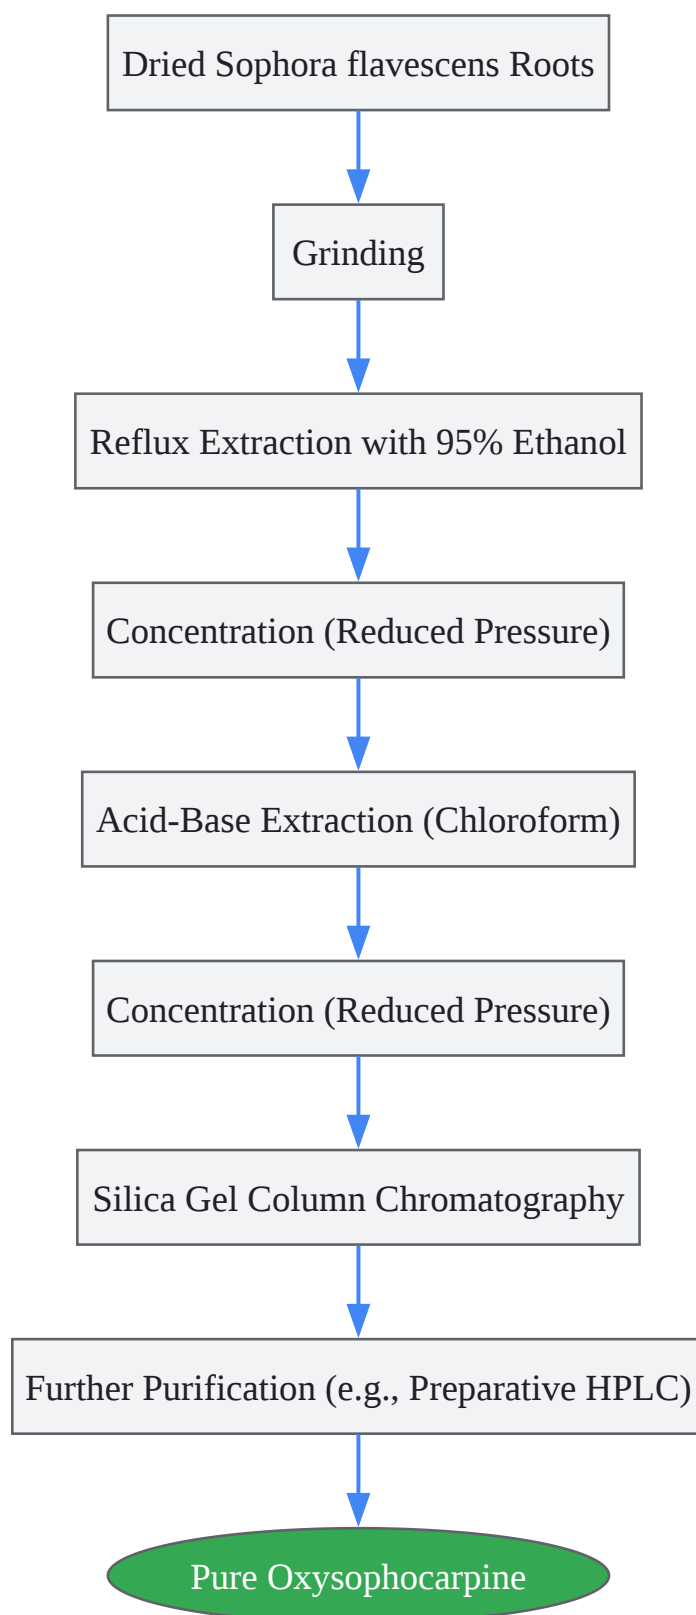 Dried Sophora flavescens Roots
Grinding
Reflux Extraction with 95% Ethanol
Concentration (Reduced Pressure)
Acid-Base Extraction (Chloroform)
Concentration (Reduced Pressure)
Silica Gel Column Chromatography
Further Purification (e.g., Preparative HPLC)
Pure Oxysophocarpine